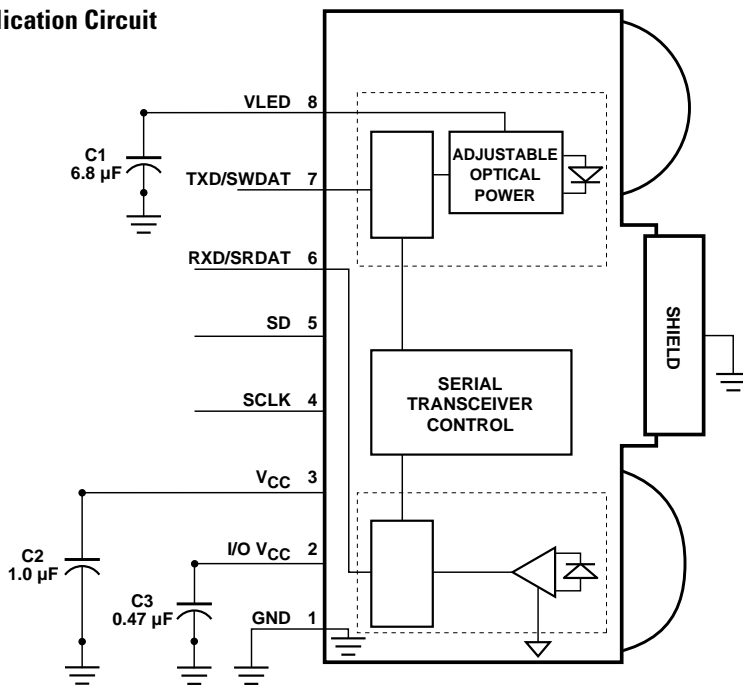 lication Circuit
VLED 8
C1
6.8 µF
TXD/SWDAT 7
ADJUSTABLE
OPTICAL
POWER
RXD/SRDAT 6
SD 5
SHIELD
SERIAL
TRANSCEIVER
CONTROL
SCLK 4
VCC 3
I/O VCC 2
C2
1.0 µF
C3
0.47 µF
GND 1